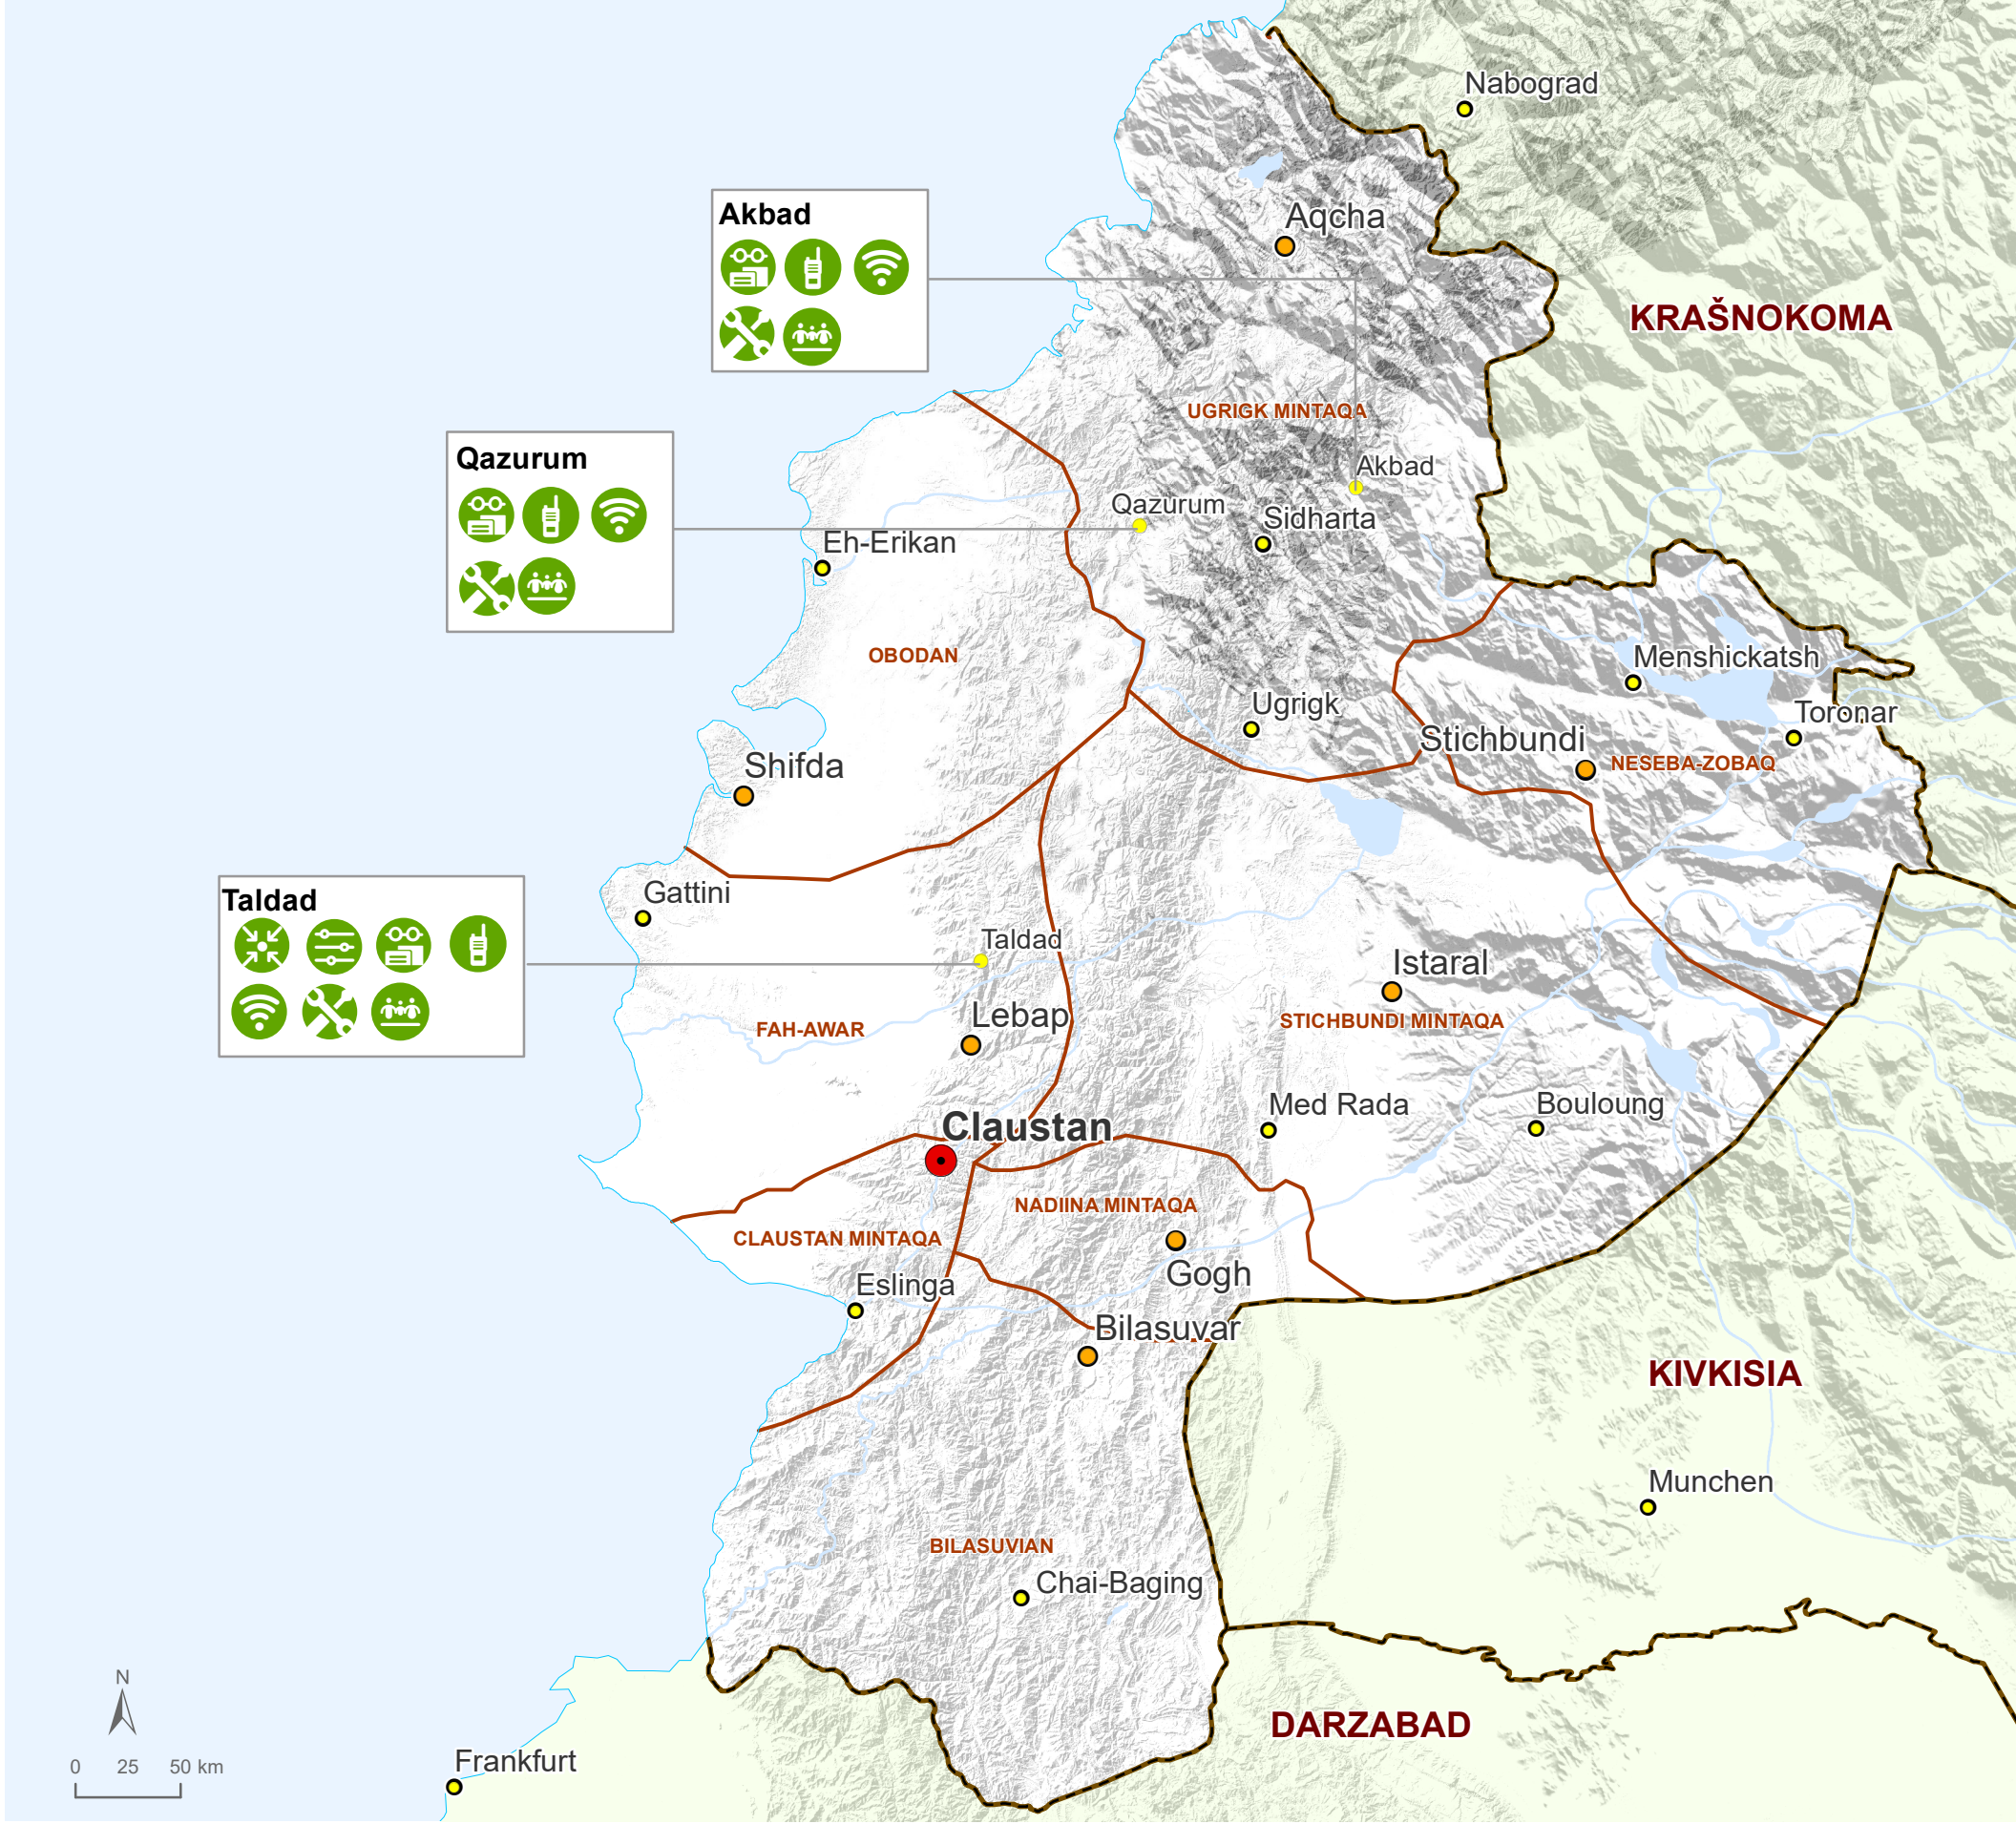 Nabograd
Akbad
Aqcha
KRAŠNOKOMA
UGRIGK MINTAQA
Qazurum
Akbad
Qazurum
Sidharta
Eh-Erikan
OBODAN
Menshickatsh
Ugrigk
Toronar
Stichbundi
NESEBA-ZOBAQ
Shifda
Gattini
Taldad
Taldad
Istaral
Lebap
FAH-AWAR
STICHBUNDI MINTAQA
Med Rada
Bouloung
Claustan
NADIINA MINTAQA
CLAUSTAN MINTAQA
Gogh
Eslinga
Bilasuvar
KIVKISIA
Munchen
BILASUVIAN
Chai-Baging
N
DARZABAD
Frankfurt
0 25 50 km